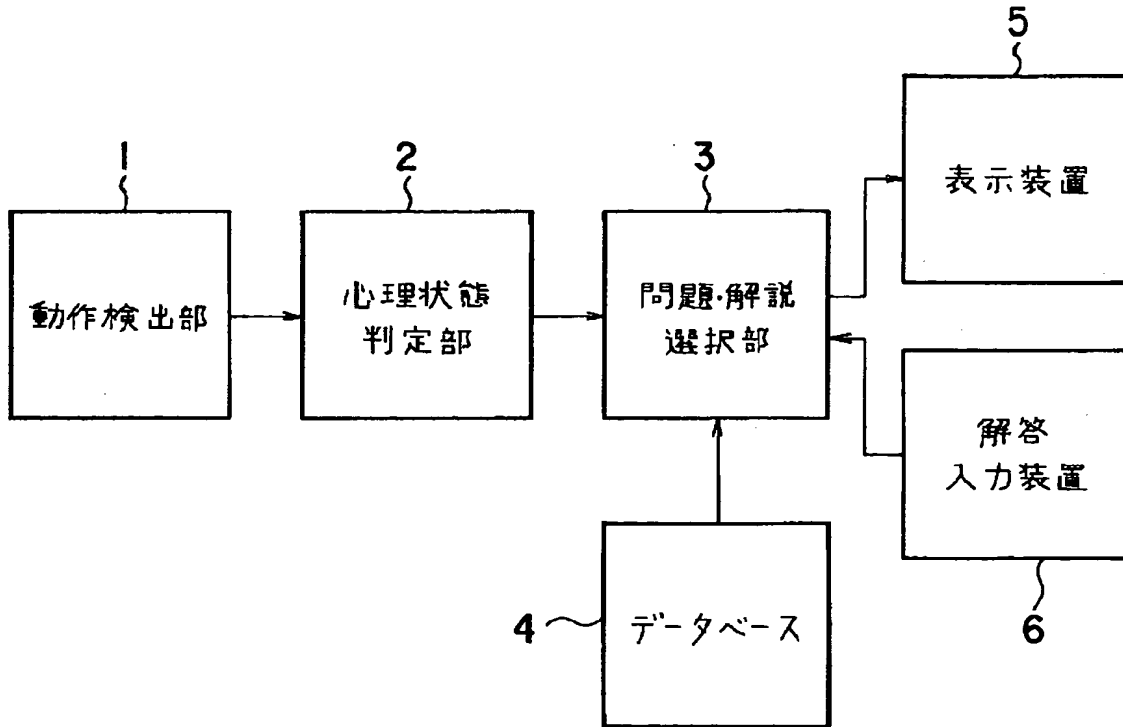 5
表示装置
1
動作検出部
2
心理状態
判定部
3
問題・解説
選択部
解答
入力装置
6
4
データベース